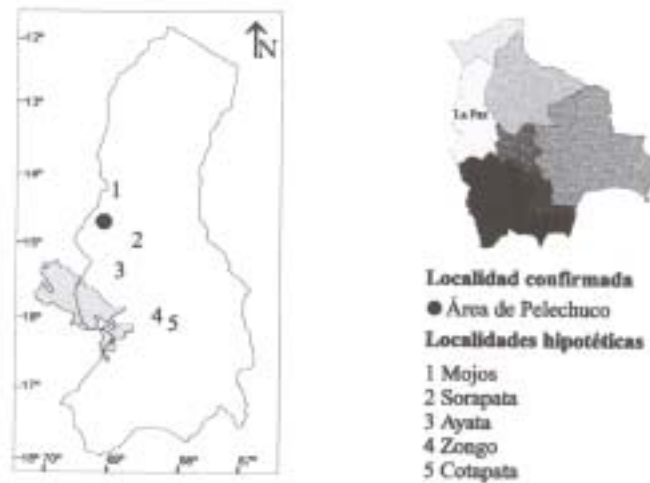 -12°
N
-13°
-14°
1
2
-15°
3
4 5
-16°
-17°
-18°
70°
69°
68°
67°
La Paz
Localidad confirmada
● Área de Pelechuco
Localidades hipotéticas
1 Mojos
2 Sorapata
3 Ayata
4 Zongo
5 Cotapata